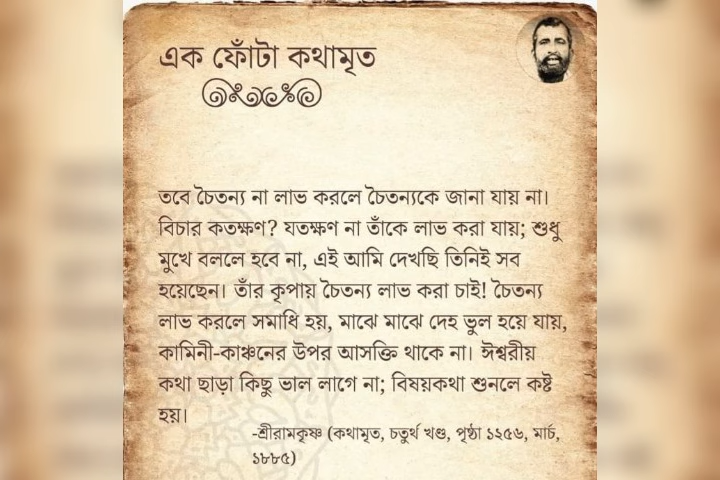 এক ফোঁটা কথামৃত
তবে চৈতন্য না লাভ করলে চৈতন্যকে জানা যায় না।
বিচার কতক্ষণ? যতক্ষণ না তাঁকে লাভ করা যায়; শুধু
মুখে বললে হবে না, এই আমি দেখছি তিনিই সব
হয়েছেন। তাঁর কৃপায় চৈতন্য লাভ করা চাই! চৈতন্য
লাভ করলে সমাধি হয়, মাঝে মাঝে দেহ ভুল হয়ে যায়,
কামিনী-কাঞ্চনের উপর আসক্তি থাকে না। ঈশ্বরীয়
কথা ছাড়া কিছু ভাল লাগে না; বিষয়কথা শুনলে কষ্ট
হয়।
-শ্রীরামকৃষ্ণ (কথামৃত, চতুর্থ খণ্ড, পৃষ্ঠা ১২৫৬, মার্চ,
১৮৮৫)